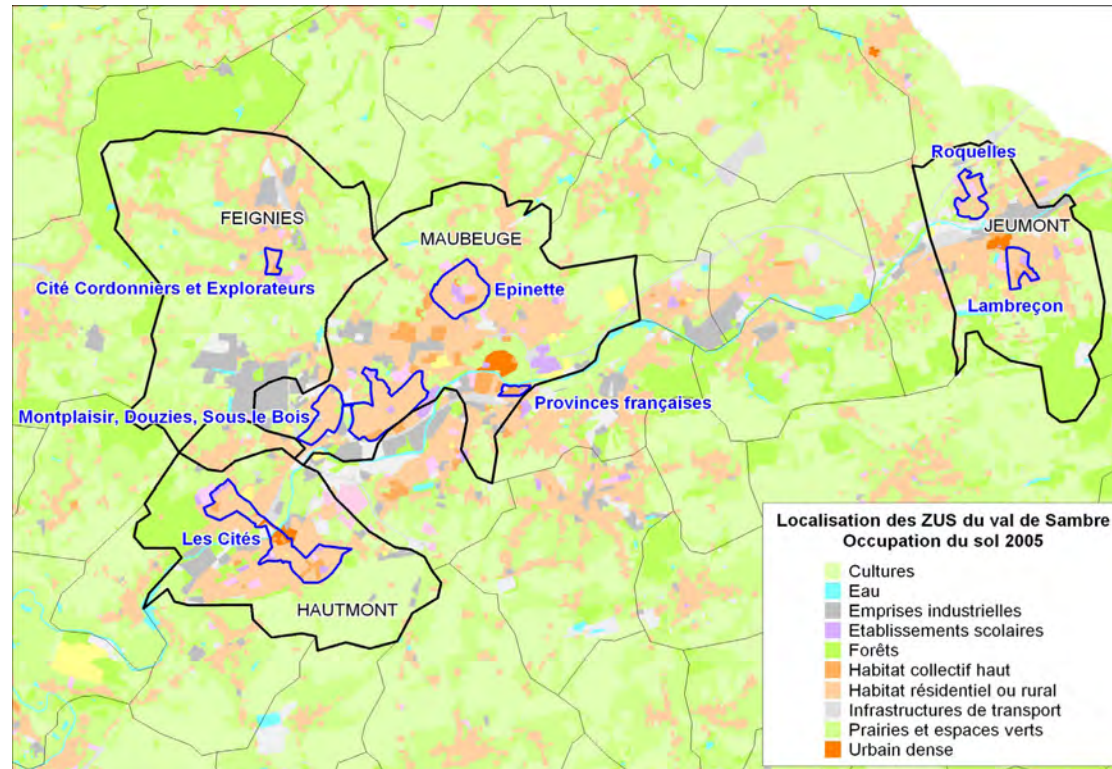 Roquelles
FEIGNIES
JEUMONT
MAUBEUGE
Cité Cordonniers et Explorateurs
Epinette
Lambreçon
Provinces françaises
Montplaisir, Douzies, Sous le Bois
Les Cités
HAUTMONT
Localisation des ZUS du val de Sambre
Occupation du sol 2005
Cultures
Eau
Emprises industrielles
Etablissements scolaires
Forêts
Habitat collectif haut
Habitat résidentiel ou rural
Infrastructures de transport
Prairies et espaces verts
Urbain dense